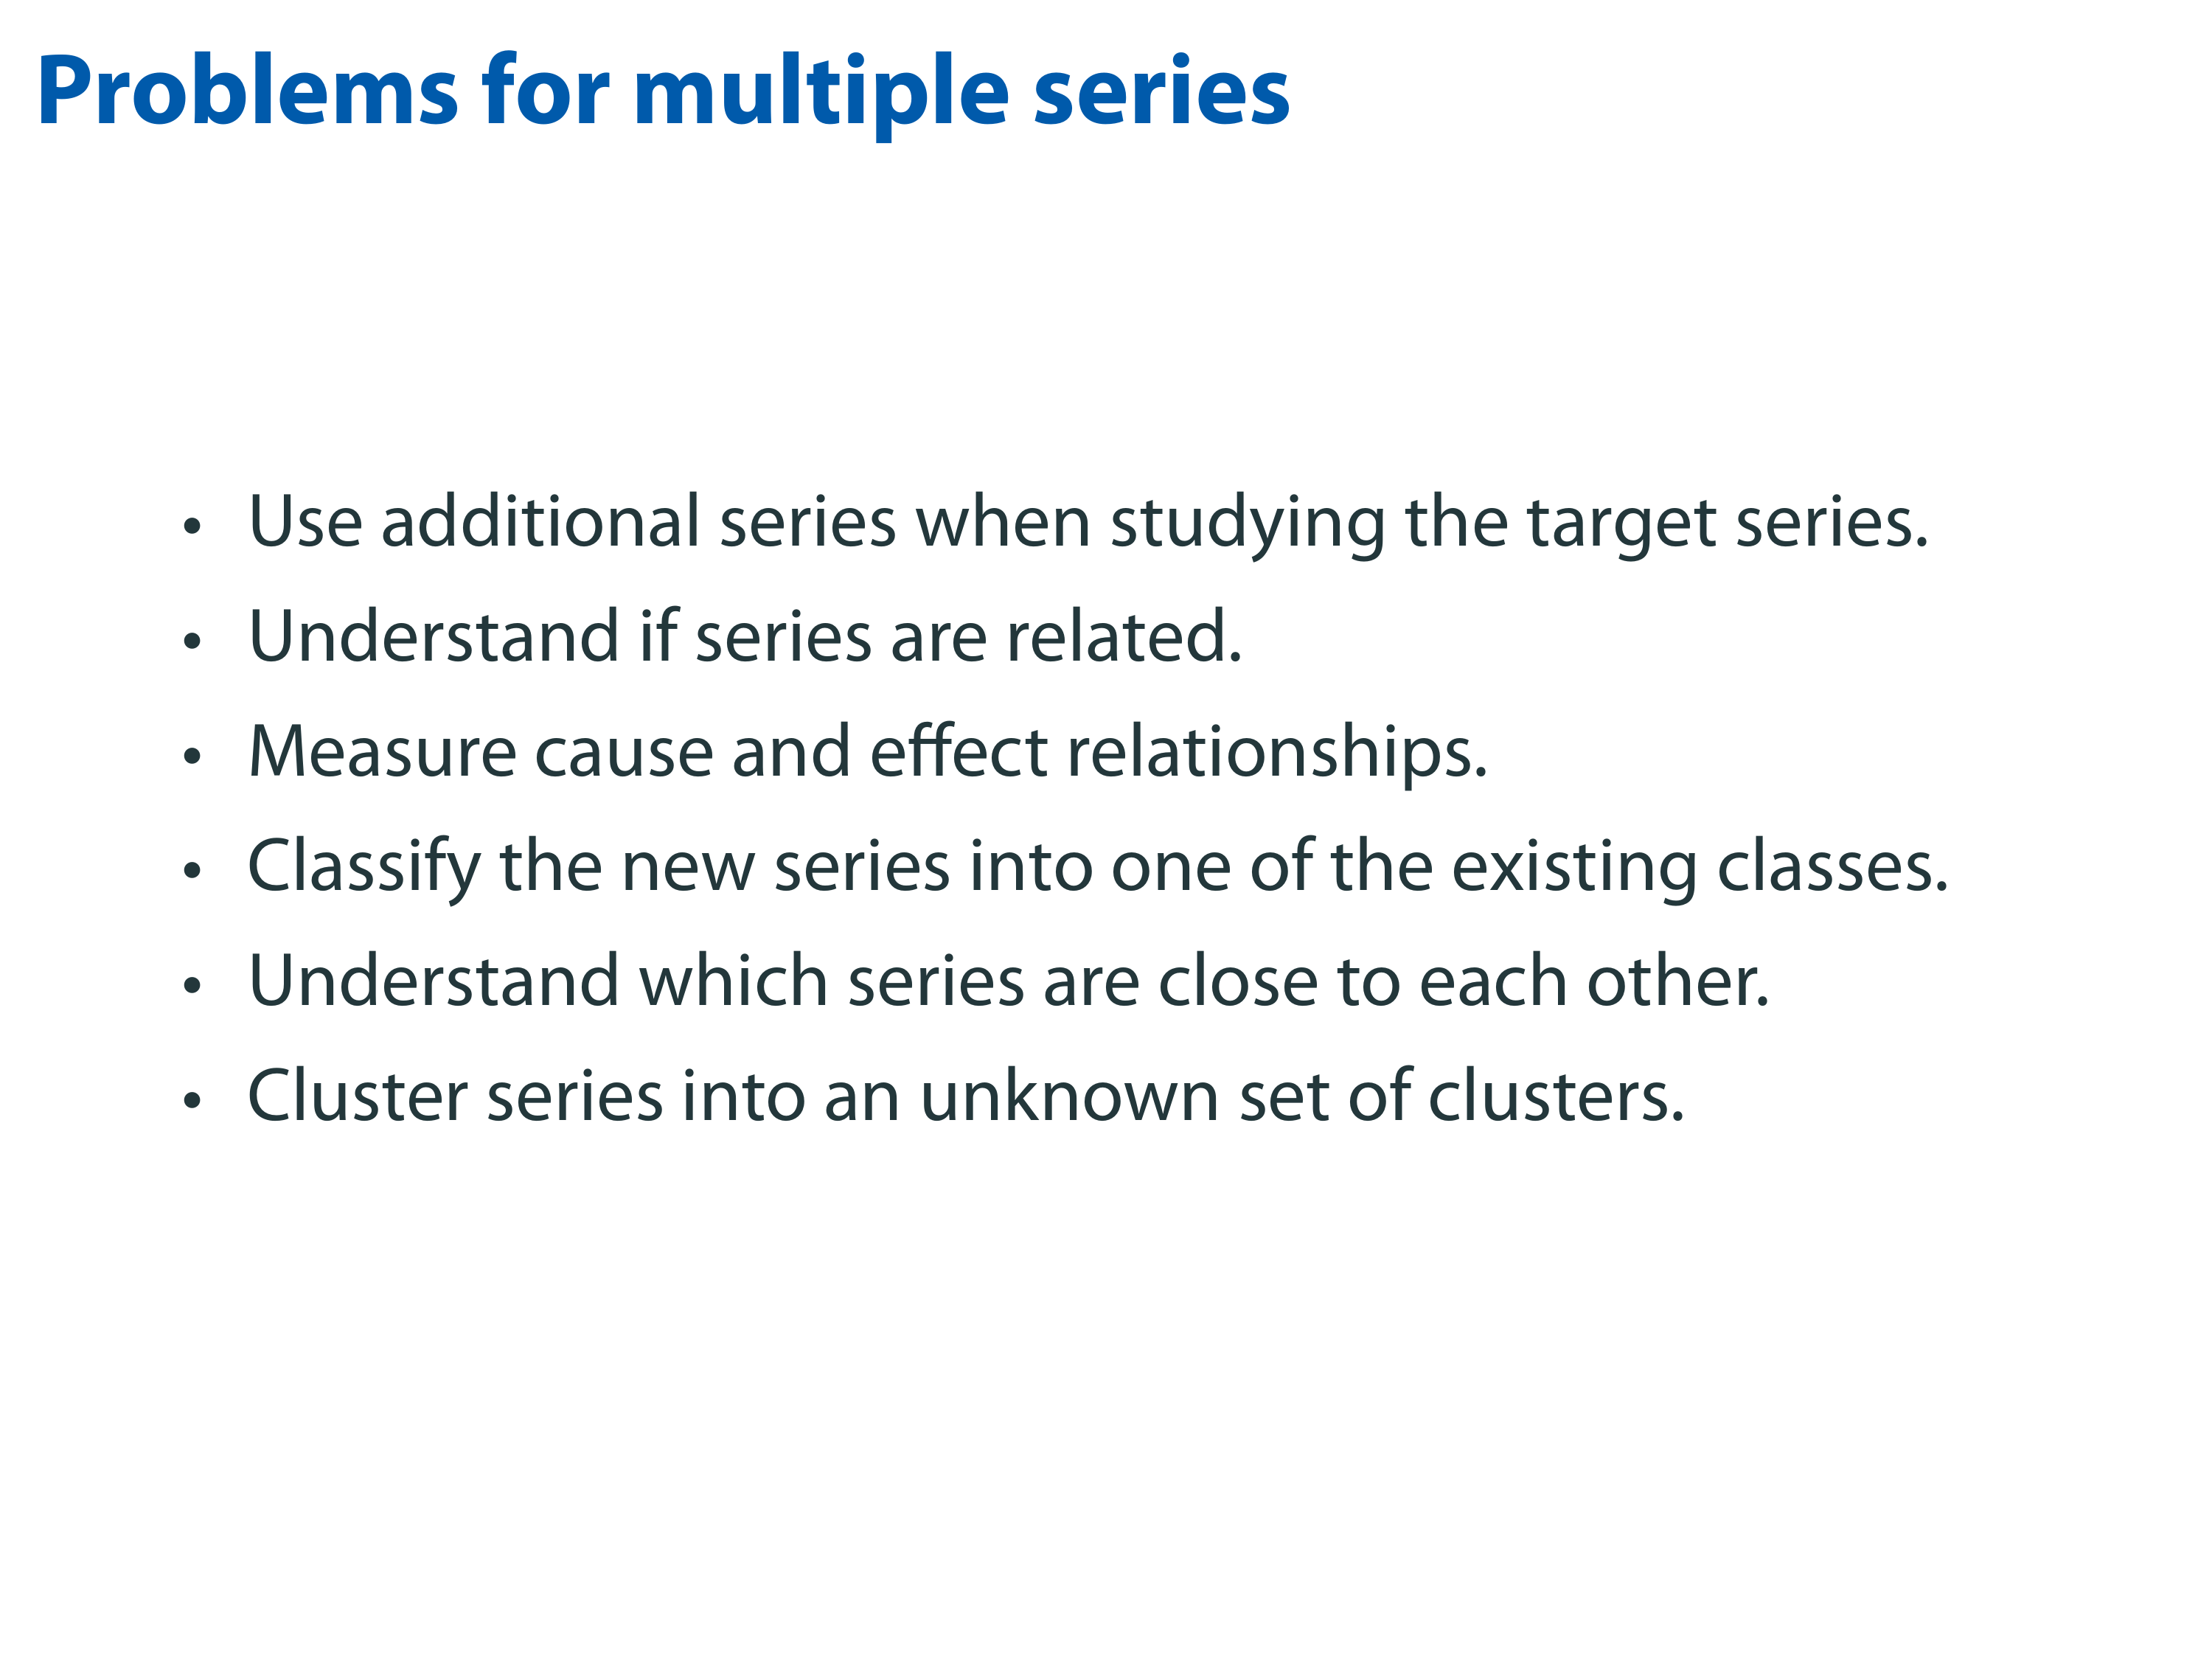 Problems for multiple series
• Use additional series when studying the target series.
• Understand if series are related.
• Measure cause and effect relationships.
• Classify the new series into one of the existing classes.
• Understand which series are close to each other.
• Cluster series into an unknown set of clusters.